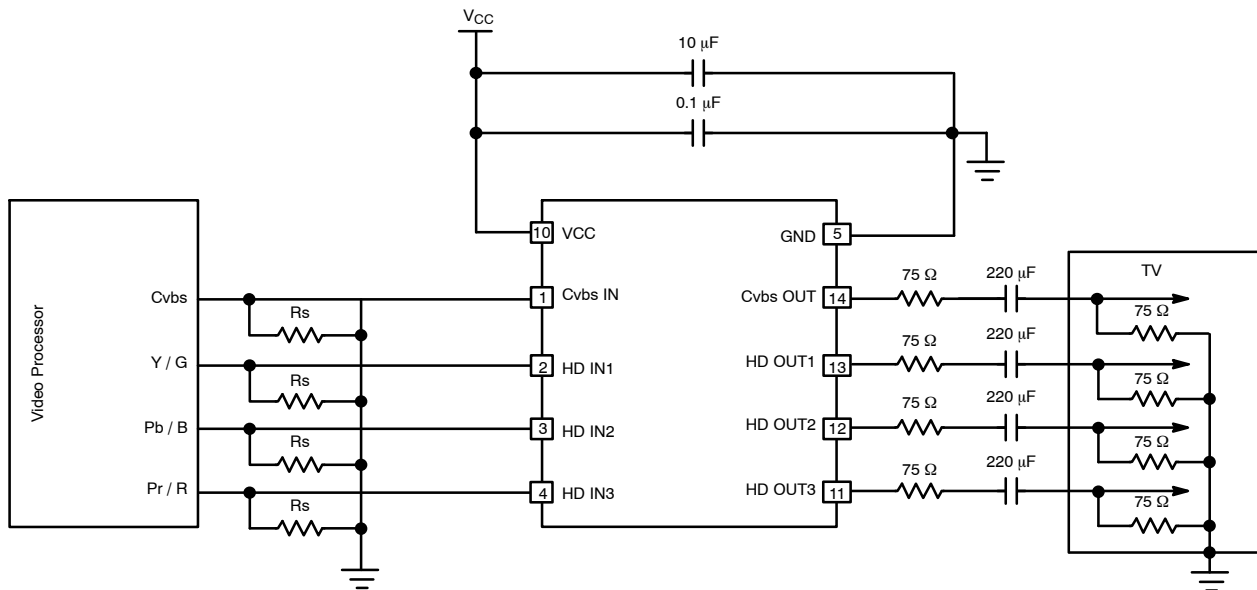 VCC
10 μF
0.1 μF
Video Processor
Cvbs
Rs
Y / G
Rs
Pb / B
Rs
Pr / R
Rs
10 VCC
GND 5
1 Cvbs IN
Cvbs OUT 14
2 HD IN1
HD OUT1 13
3 HD IN2
HD OUT2 12
4 HD IN3
HD OUT3 11
75 Ω 220 μF
75 Ω 220 μF
75 Ω 220 μF
75 Ω 220 μF
TV
75 Ω
75 Ω
75 Ω
75 Ω